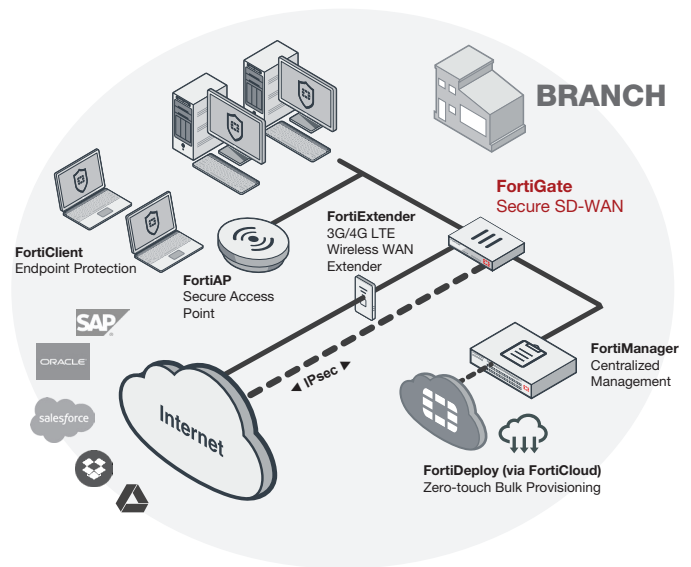 BRANCH
FortiGate
Secure SD-WAN
FortiExtender
3G/4G LTE
Wireless WAN
Extender
FortiClient
Endpoint Protection
FortiAP
Secure Access
Point
SAP
ORACLE
salesforce
IPsec
Internet
FortiManager
Centralized
Management
FortiDeploy (via FortiCloud)
Zero-touch Bulk Provisioning